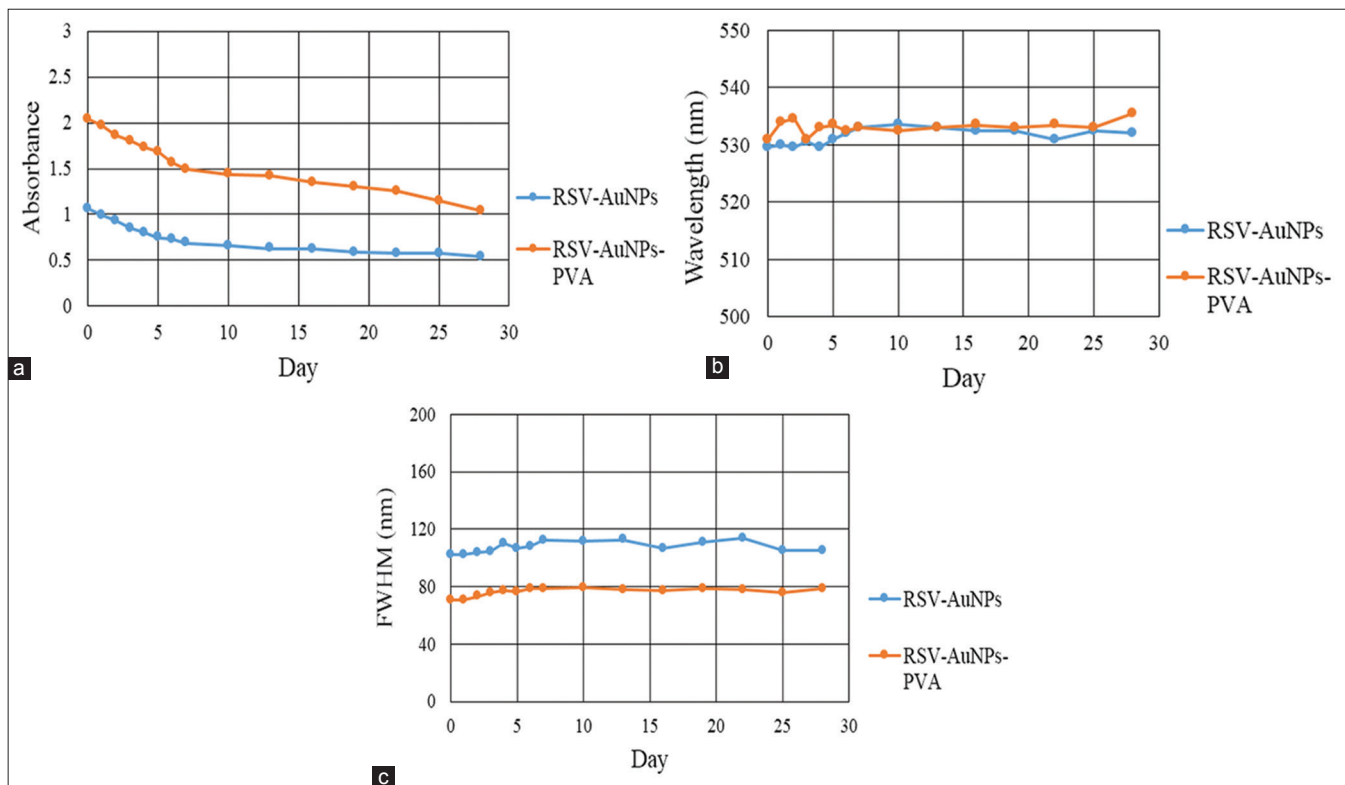 3
2.5
2
1.5
1
0.5
0
0 5 10 15 20 25 30
Absorbance
Day
RSV-AuNPs
RSV-AuNPs-
PVA
a
550
540
530
520
510
500
0 5 10 15 20 25 30
Wavelength (nm)
Day
RSV-AuNPs
RSV-AuNPs-
PVA
b
200
160
120
80
40
0
0 5 10 15 20 25 30
FWHM (nm)
Day
RSV-AuNPs
RSV-AuNPs-
PVA
c